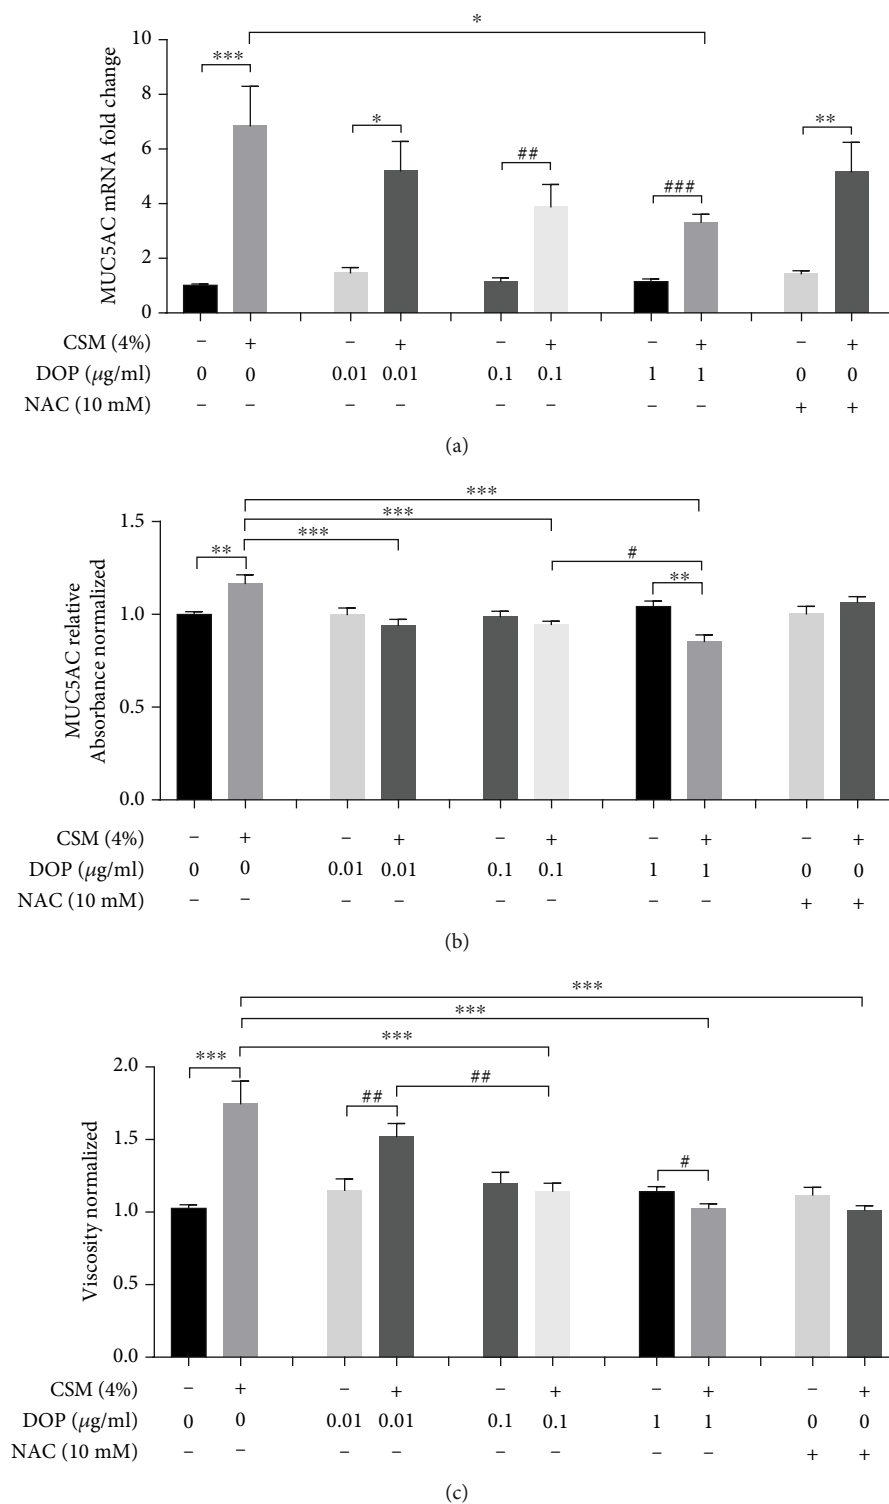 *
10
***
**
8
*
##
6
###
4
2
0
MUC5AC mRNA fold change
CSM (4%) − + − + − + − + − +
DOP (μg/ml) 0 0 0.01 0.01 0.1 0.1 1 1 0 0
NAC (10 mM) − − − − − − − − + +
(a)
***
1.5
***
***
#
**
**
1.0
0.5
0.0
MUC5AC relative
Absorbance normalized
CSM (4%) − + − + − + − + − +
DOP (μg/ml) 0 0 0.01 0.01 0.1 0.1 1 1 0 0
NAC (10 mM) − − − − − − − − + +
(b)
***
***
***
2.0
***
##
##
1.5
#
1.0
0.5
0.0
Viscosity normalized
CSM (4%) − + − + − + − + − +
DOP (μg/ml) 0 0 0.01 0.01 0.1 0.1 1 1 0 0
NAC (10 mM) − − − − − − − − + +
(c)